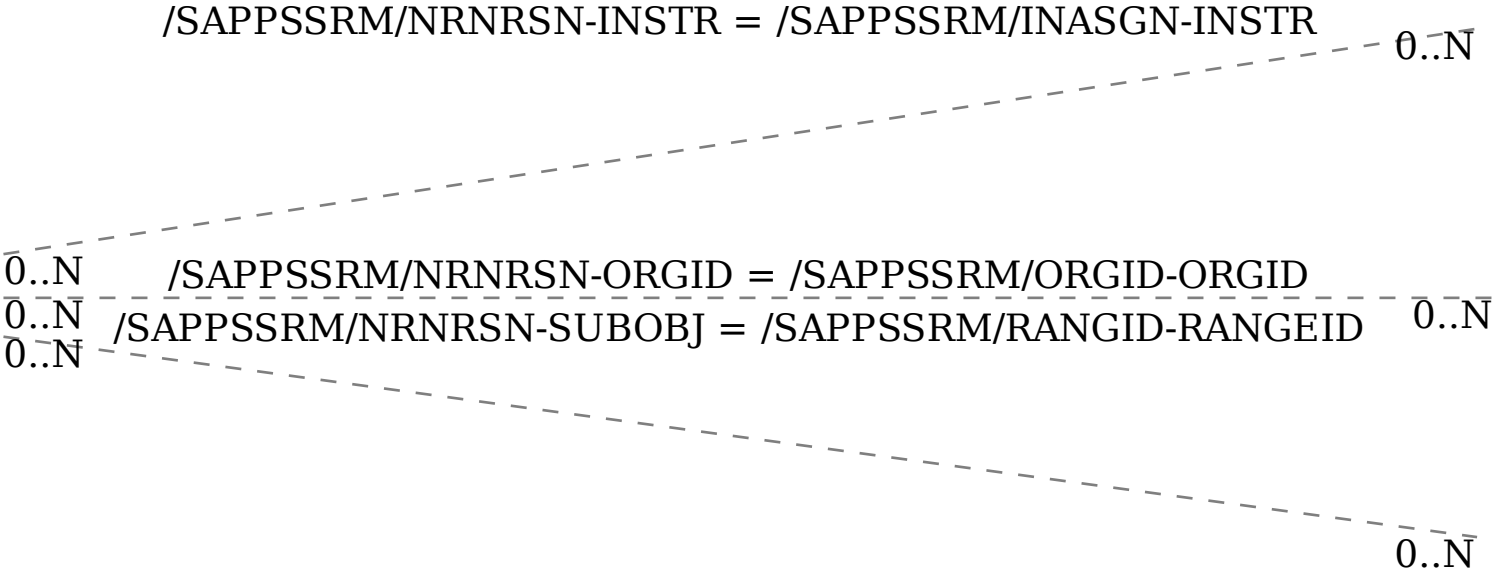 /SAPPSSRM/NRNRSN-INSTR = /SAPPSSRM/INASGN-INSTR
0..N
0..N
/SAPPSSRM/NRNRSN-ORGID = /SAPPSSRM/ORGID-ORGID
0..N
0..N
/SAPPSSRM/NRNRSN-SUBOBJ = /SAPPSSRM/RANGID-RANGEID
0..N
0..N